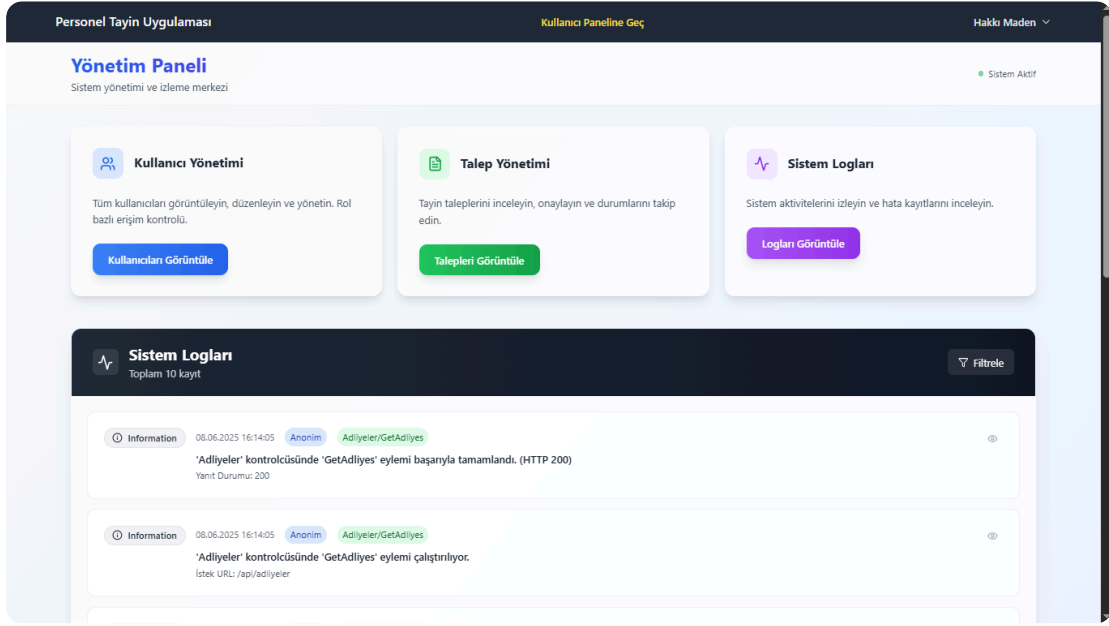 Personel Tayin Uygulaması
Kullanıcı Paneline Geç
Hakkı Maden
Yönetim Paneli
Sistem yönetimi ve izleme merkezi
Sistem Aktif
Kullanıcı Yönetimi
Tüm kullanıcıları görüntüleyin, düzenleyin ve yönetin. Rol
bazlı erişim kontrolü.
Kullanıcıları Görüntüle
Talep Yönetimi
Tayin taleplerini inceleyin, onaylayın ve durumlarını takip
edin.
Talepleri Görüntüle
Sistem Logları
Sistem aktivitelerini izleyin ve hata kayıtlarını inceleyin.
Logları Görüntüle
Sistem Logları
Toplam 10 kayıt
Filtrele
Information 08.06.2025 16:14:05 Anonim Adliyeler/GetAdliyes
'Adliyeler' kontrolcüsünde 'GetAdliyes' eylemi başarıyla tamamlandı. (HTTP 200)
Yanıt Durumu: 200
Information 08.06.2025 16:14:05 Anonim Adliyeler/GetAdliyes
'Adliyeler' kontrolcüsünde 'GetAdliyes' eylemi çalıştırılıyor.
İstek URL: /api/adliyeler